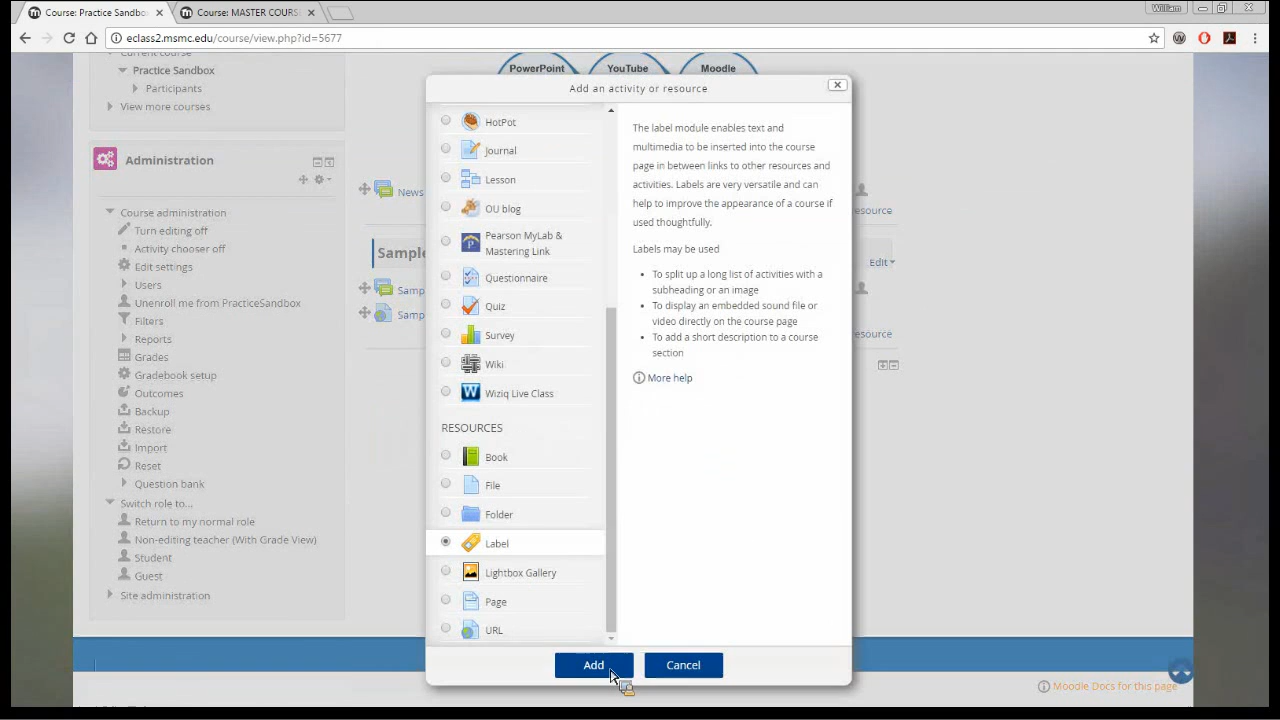 Course: Practice Sandbo
Course: MASTER COURS
William
eclass2.msmc.edu/course/view.php?id=5677
Current course
Practice Sandbox
Participants
View more courses
Administration
Course administration
Turn editing off
Activity chooser off
Edit settings
Users
Unenroll me from PracticeSandbox
Filters
Reports
Grades
Gradebook setup
Outcomes
Backup
Restore
Import
Reset
Question bank
Switch role to...
Return to my normal role
Non-editing teacher (With Grade View)
Student
Guest
Site administration
PowerPoint
YouTube
Moodle
News
Sample
Samp
Samp
resource
Edit
resource
Add an activity or resource
HotPot
Journal
Lesson
OU blog
Pearson MyLab &
Mastering Link
Questionnaire
Quiz
Survey
Wiki
Wiziq Live Class
RESOURCES
Book
File
Folder
Label
Lightbox Gallery
Page
URL
The label module enables text and
multimedia to be inserted into the course
page in between links to other resources and
activities. Labels are very versatile and can
help to improve the appearance of a course if
used thoughtfully.
Labels may be used
• To split up a long list of activities with a
subheading or an image
• To display an embedded sound file or
video directly on the course page
• To add a short description to a course
section
More help
Add
Cancel
Moodle Docs for this page